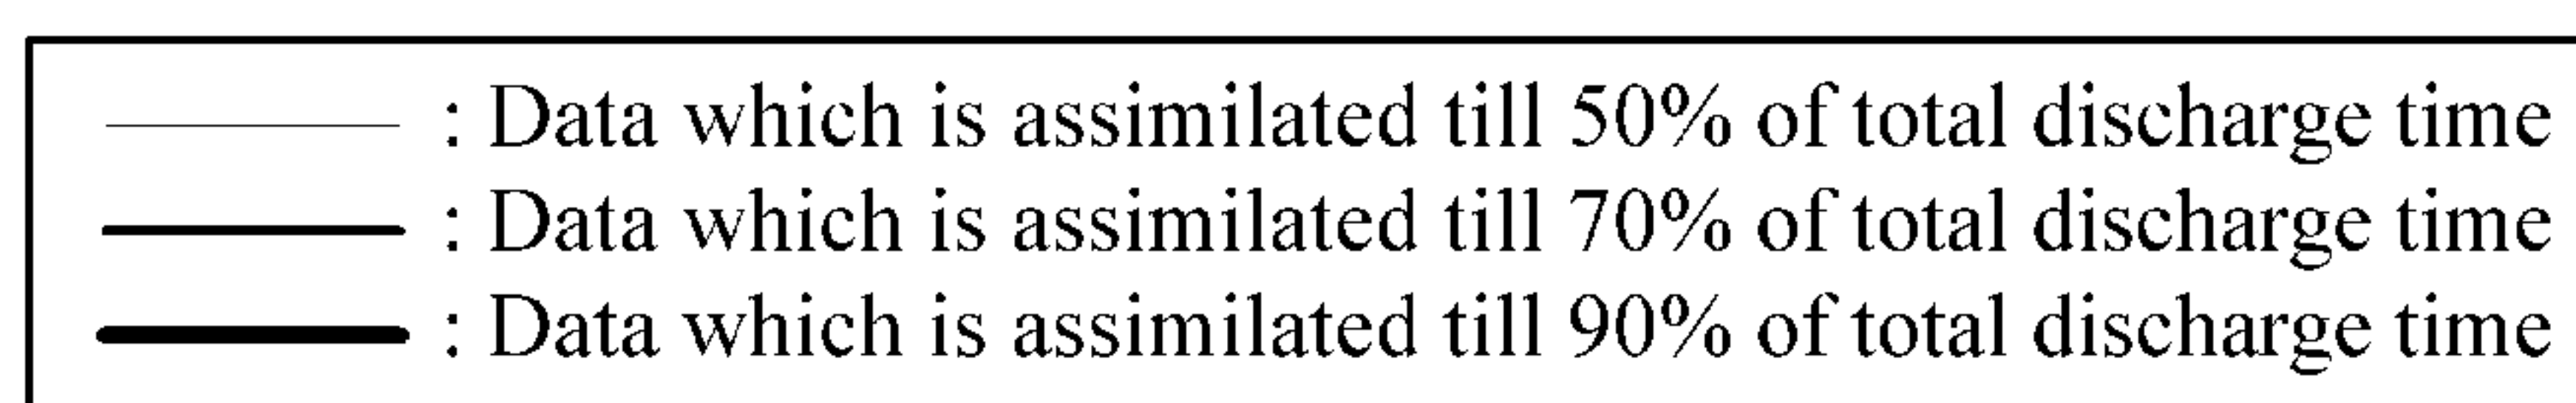 : Data which is assimilated till 50% of total discharge time
: Data which is assimilated till 70% of total discharge time
: Data which is assimilated till 90% of total discharge time